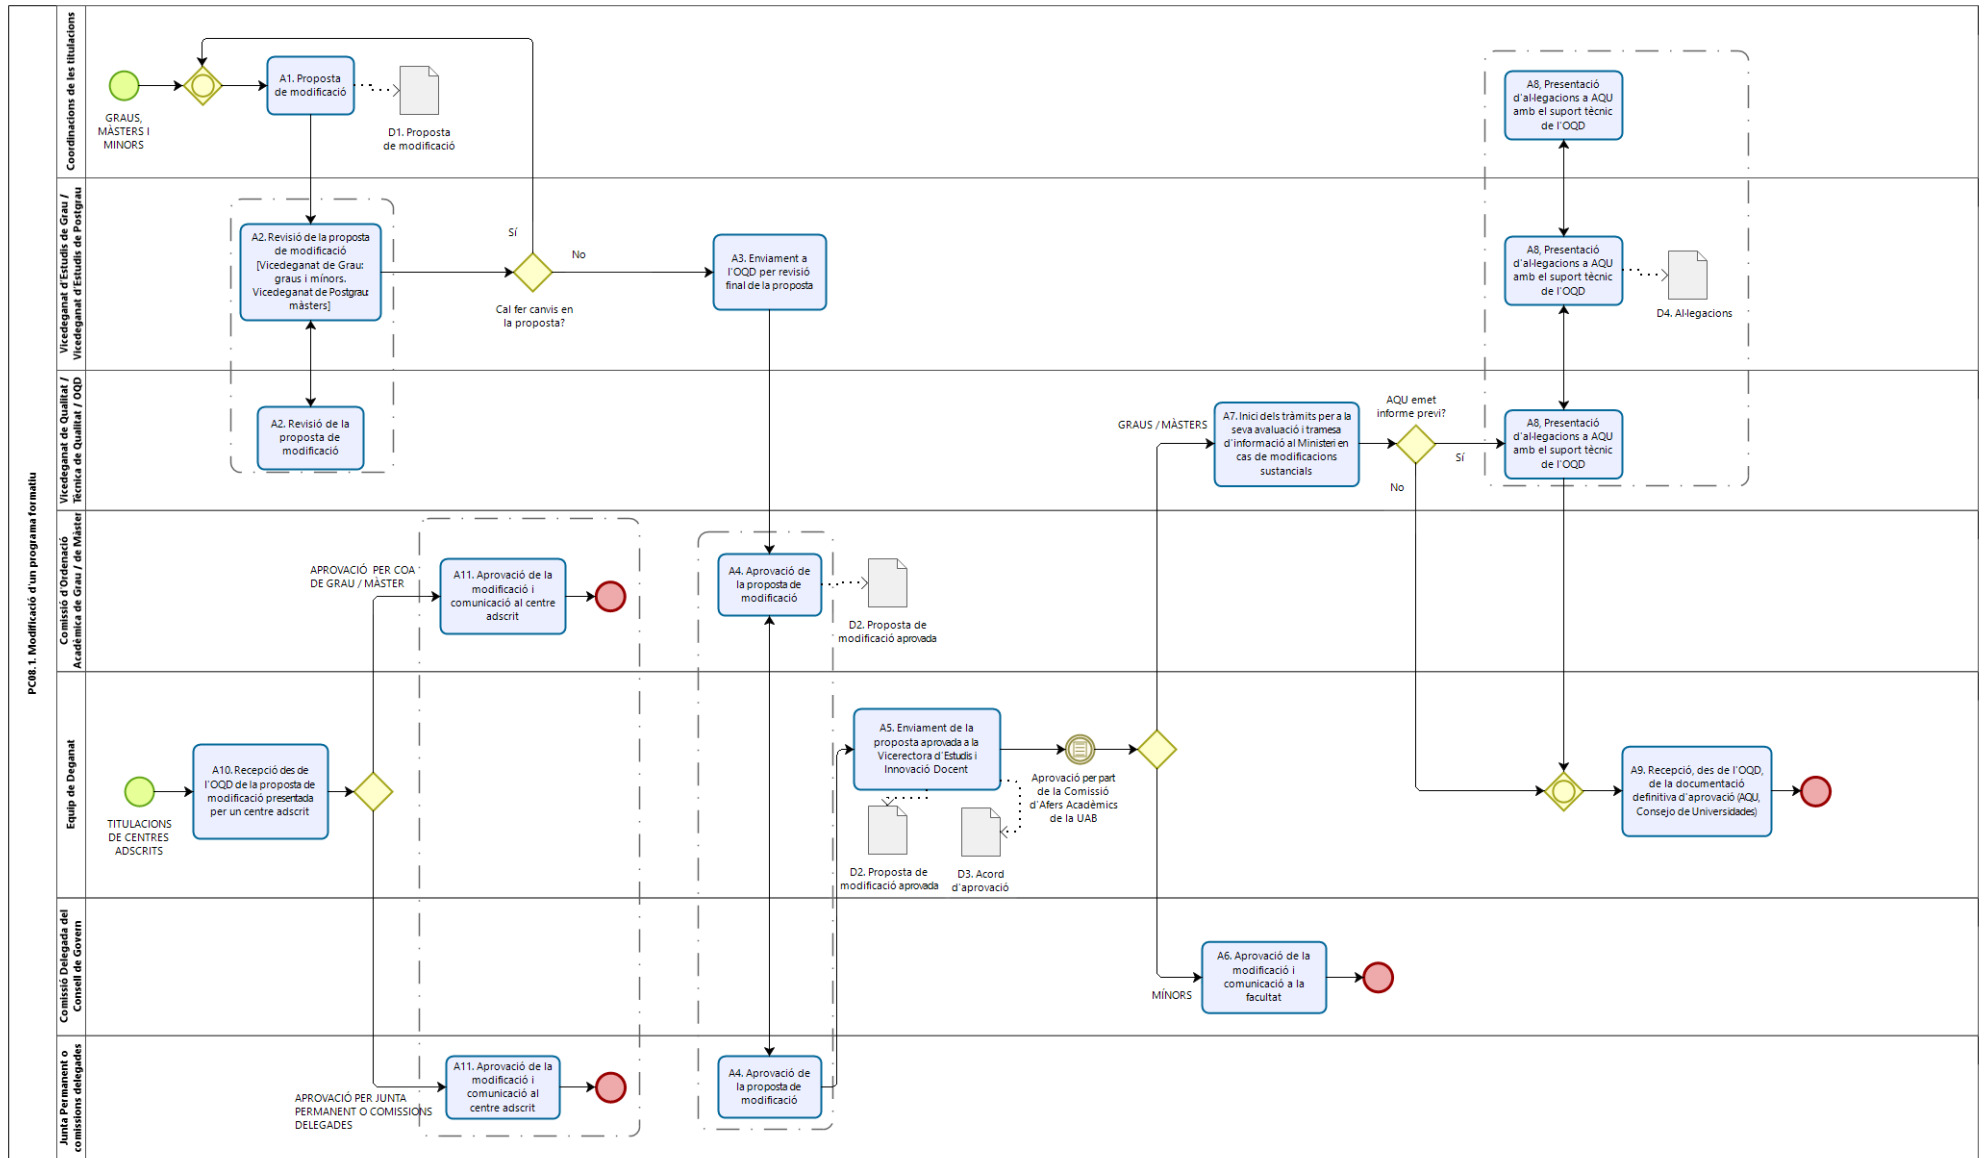 PC08.1. Modificació d'un programa formatiu
Coordinacions de les titulacions
GRAUS,
MÀSTERS I
MINORS
A1. Proposta
de modificació
D1. Proposta
de modificació
A8, Presentació
d'al·legacions a AQU
amb el suport tècnic
de l'OQD
Vicedeganat d'Estudis de Grau /
Vicedeganat d'Estudis de Postgrau
A2. Revisió de la proposta
de modificació
[Vicedeganat de Grau:
graus i mínors.
Vicedeganat de Postgrau:
màsters]
Sí
No
Cal fer canvis en
la proposta?
A3. Enviament a
l'OQD per revisió
final de la proposta
A8, Presentació
d'al·legacions a AQU
amb el suport tècnic
de l'OQD
D4. Al·legacions
Vicedeganat de Qualitat /
Tècnica de Qualitat / OQD
A2. Revisió de la
proposta de
modificació
GRAUS / MÀSTERS
A7. Inici dels tràmits per a la
seva avaluació i tramesa
d'informació al Ministeri en
cas de modificacions
sustancials
AQU emet
informe previ?
Sí
No
A8, Presentació
d'al·legacions a AQU
amb el suport tècnic
de l'OQD
Comissió d'Ordenació
Acadèmica de Grau / de Màster
APROVACIÓ PER COA
DE GRAU / MÀSTER
A11. Aprovació de la
modificació i
comunicació al centre
adscrit
A4. Aprovació de
la proposta de
modificació
D2. Proposta de
modificació aprovada
Equip de Deganat
TITULACIONS
DE CENTRES
ADSCRITS
A10. Recepció des de
l'OQD de la proposta de
modificació presentada
per un centre adscrit
A5. Enviament de la
proposta aprovada a la
Vicerectora d'Estudis i
Innovació Docent
D2. Proposta de
modificació aprovada
D3. Acord
d'aprovació
Aprovació per part
de la Comissió
d'Afers Acadèmics
de la UAB
A9. Recepció, des de l'OQD,
de la documentació
definitiva d'aprovació (AQU,
Consejo de Universidades)
Comissió Delegada del
Consell de Govern
MÍNORS
A6. Aprovació de la
modificació i
comunicació a la
facultat
Junta Permanent o
comissions delegades
APROVACIÓ PER JUNTA
PERMANENT O COMISSIONS
DELEGADES
A11. Aprovació de la
modificació i
comunicació al
centre adscrit
A4. Aprovació de
la proposta de
modificació